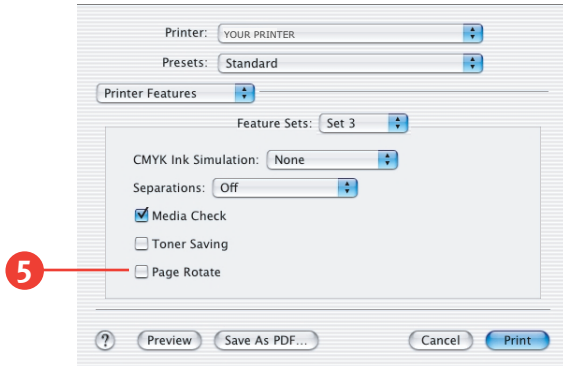 Printer: YOUR PRINTER
Presets: Standard
Printer Features
Feature Sets: Set 3
CMYK Ink Simulation: None
Separations: Off
Media Check
Toner Saving
5 Page Rotate
? Preview Save As PDF... Cancel Print